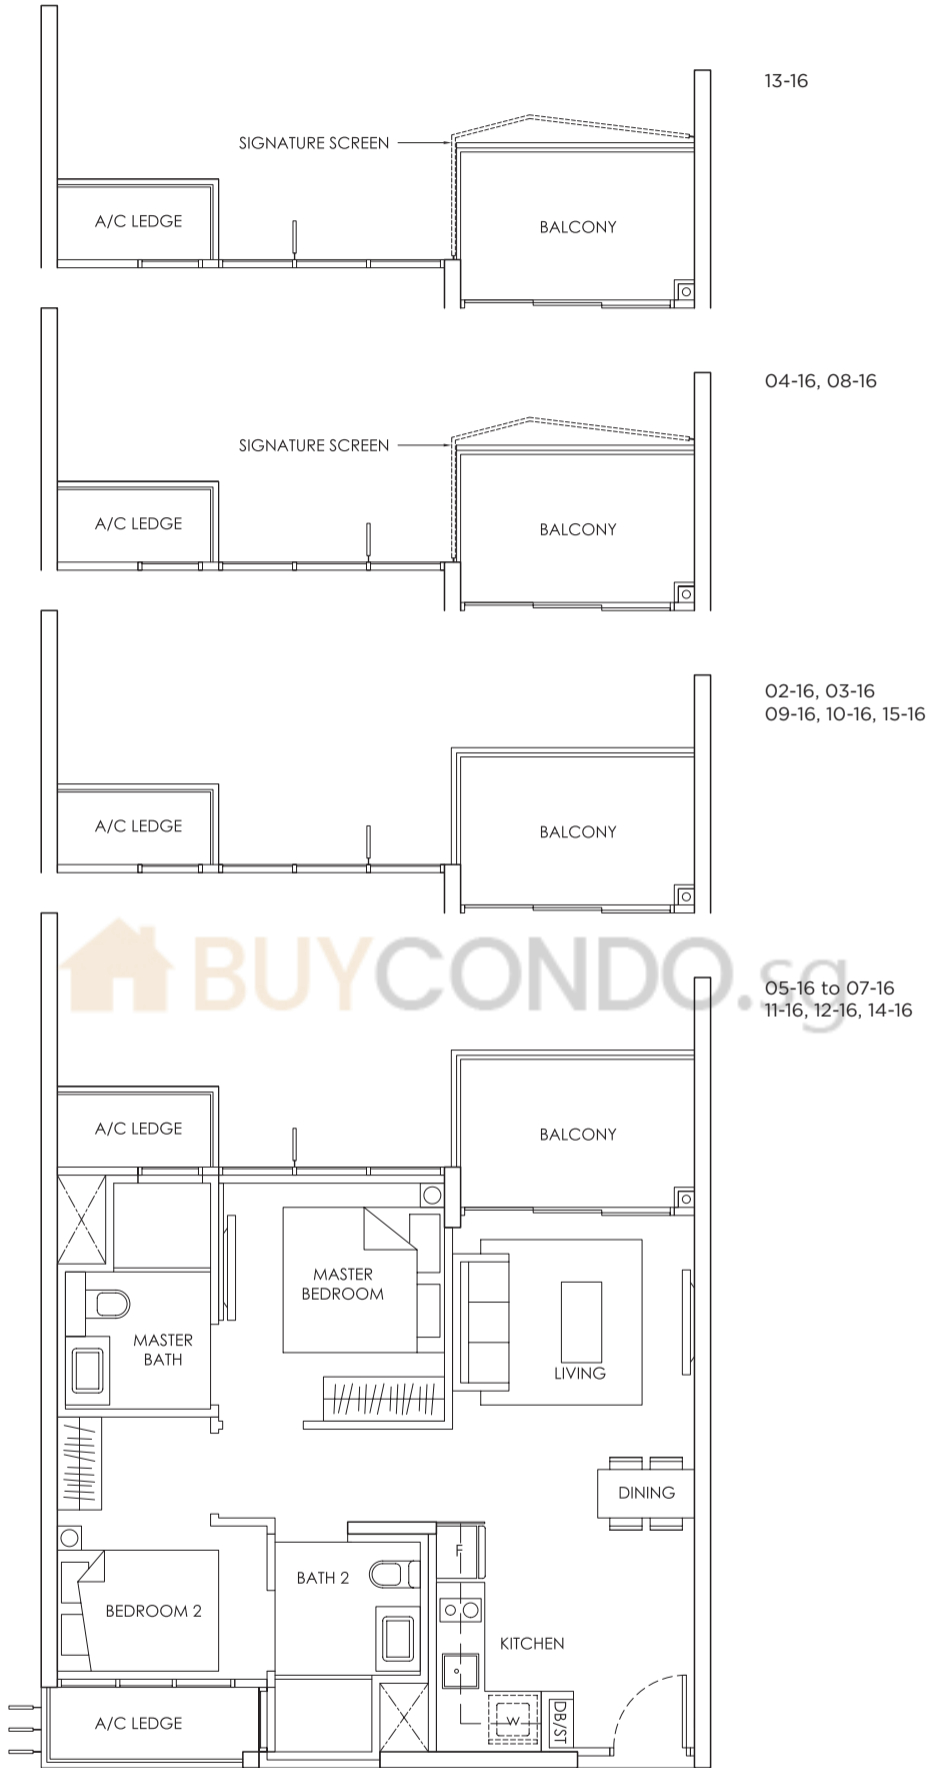 13-16
SIGNATURE SCREEN
A/C LEDGE
BALCONY
04-16, 08-16
SIGNATURE SCREEN
A/C LEDGE
BALCONY
02-16, 03-16
09-16, 10-16, 15-16
A/C LEDGE
BALCONY
BUYCONDO.sg
05-16 to 07-16
11-16, 12-16, 14-16
A/C LEDGE
BALCONY
MASTER
BEDROOM
MASTER
BATH
LIVING
DINING
F
BATH 2
BEDROOM 2
KITCHEN
A/C LEDGE
W
DB/ST